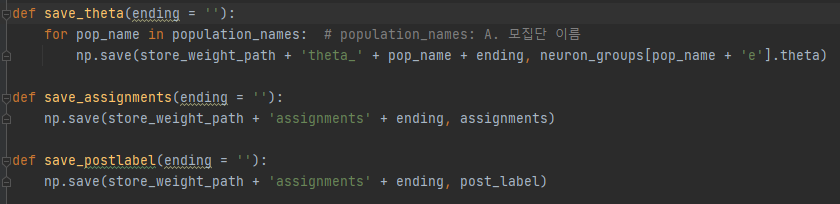 def save_theta(ending = ''):
    for pop_name in population_names:  # population_names: A. 모집단 이름
        np.save(store_weight_path + 'theta_' + pop_name + ending, neuron_groups[pop_name + 'e'].theta)
def save_assignments(ending = ''):
    np.save(store_weight_path + 'assignments' + ending, assignments)
def save_postlabel(ending = ''):
    np.save(store_weight_path + 'assignments' + ending, post_label)